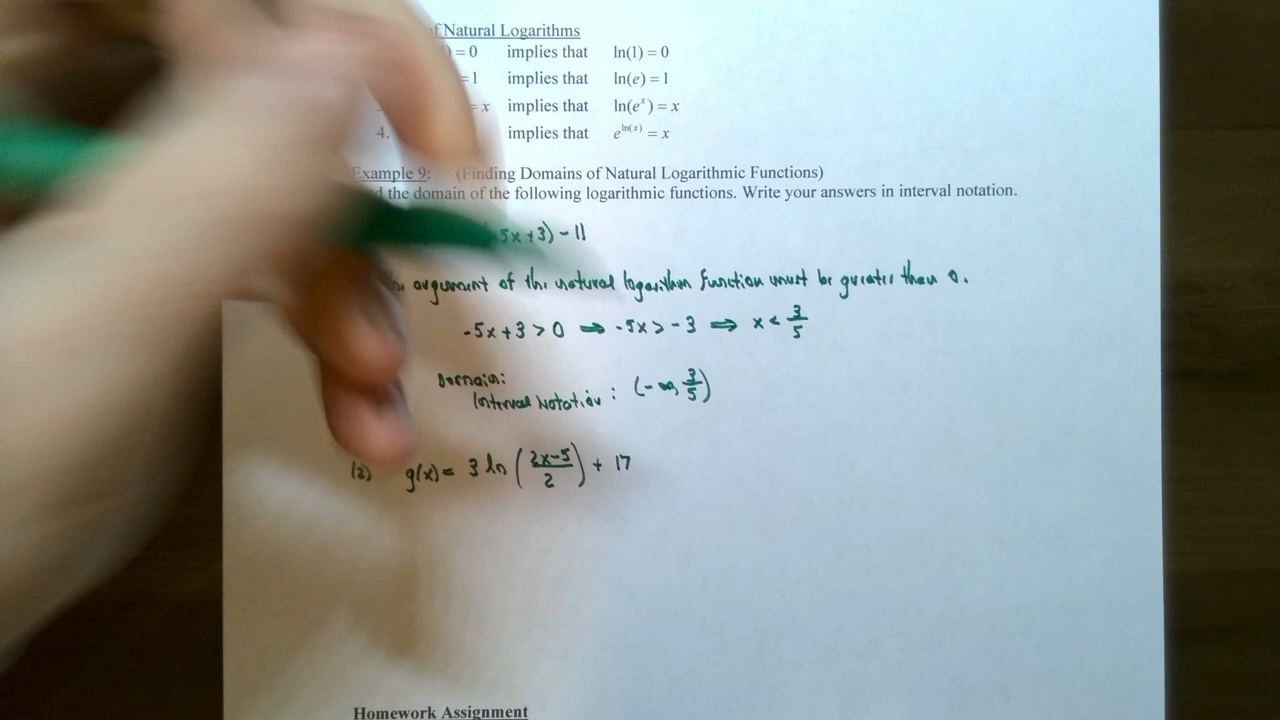 of Natural Logarithms
= 0 implies that ln(1) = 0
= 1 implies that ln(e) = 1
= x implies that ln(eˣ) = x
4. implies that e^{ln(x)} = x
Example 9: (Finding Domains of Natural Logarithmic Functions)
the domain of the following logarithmic functions. Write your answers in interval notation.
5x+3) - 11
argument of the natural logarithm function must be greater than 0.
-5x+3 > 0 ⇒ -5x > -3 ⇒ x < 3/5
Domain:
Interval Notation: (-∞, 3/5)
(2) g(x) = 3 ln((2x-5)/2) + 17
Homework Assignment